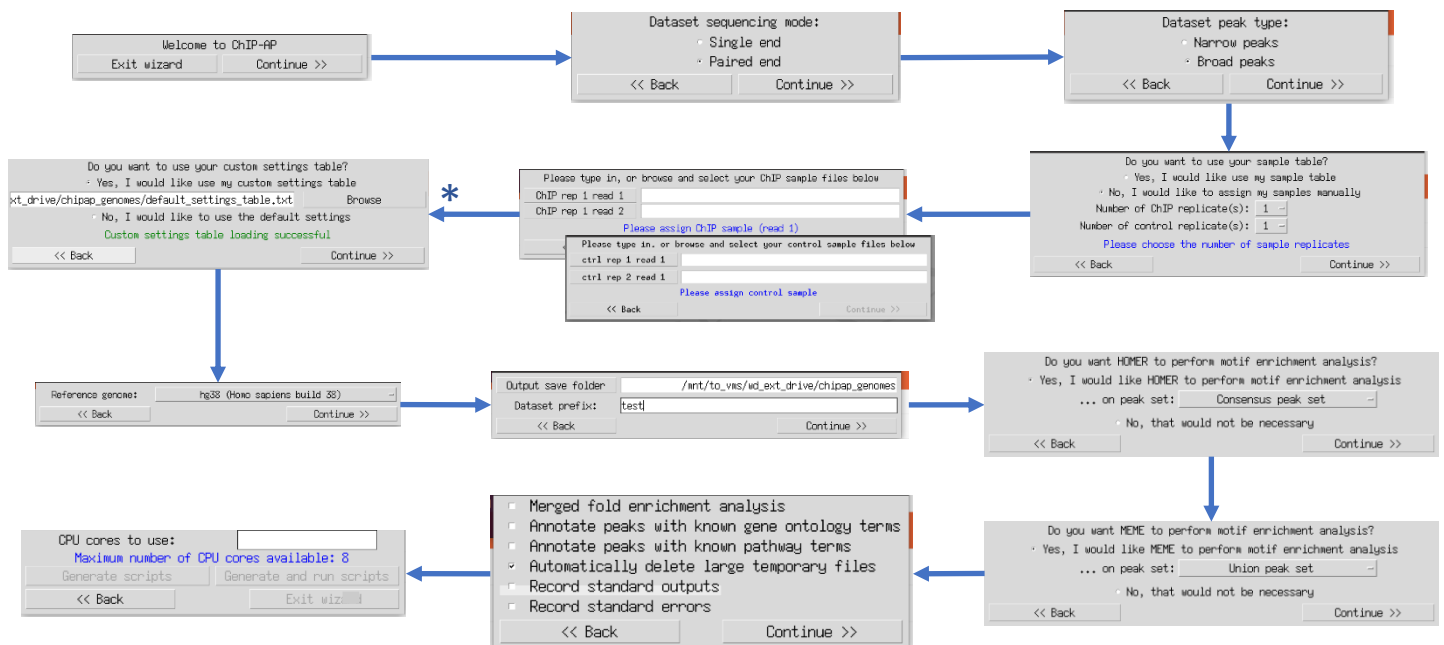 Welcome to ChIP-AP
Exit wizard Continue >>
Dataset sequencing mode:
Single end
Paired end
<< Back Continue >>
Dataset peak type:
Narrow peaks
Broad peaks
<< Back Continue >>
Do you want to use your sample table?
Yes, I would like use my sample table
No, I would like to assign my samples manually
Number of ChIP replicate(s): 1
Number of control replicate(s): 1
Please choose the number of sample replicates
<< Back Continue >>
Please type in, or browse and select your ChIP sample files below
ChIP rep 1 read 1
ChIP rep 1 read 2
Please assign ChIP sample (read 1)
Please type in, or browse and select your control sample files below
ctrl rep 1 read 1
ctrl rep 2 read 1
Please assign control sample
<< Back Continue >>
*
Do you want to use your custom settings table?
Yes, I would like use my custom settings table
xt_drive/chipap_genomes/default_settings_table.txt Browse
No, I would like to use the default settings
Custom settings table loading successful
<< Back Continue >>
Reference genome: hg38 (Homo sapiens build 38)
<< Back Continue >>
Output save folder /mnt/to_vms/wd_ext_drive/chipap_genomes
Dataset prefix: test
<< Back Continue >>
Do you want HOMER to perform motif enrichment analysis?
Yes, I would like HOMER to perform motif enrichment analysis
... on peak set: Consensus peak set
No, that would not be necessary
<< Back Continue >>
Do you want MEME to perform motif enrichment analysis?
Yes, I would like MEME to perform motif enrichment analysis
... on peak set: Union peak set
No, that would not be necessary
<< Back Continue >>
Merged fold enrichment analysis
Annotate peaks with known gene ontology terms
Annotate peaks with known pathway terms
Automatically delete large temporary files
Record standard outputs
Record standard errors
<< Back Continue >>
CPU cores to use:
Maximum number of CPU cores available: 8
Generate scripts Generate and run scripts
<< Back Exit wizard